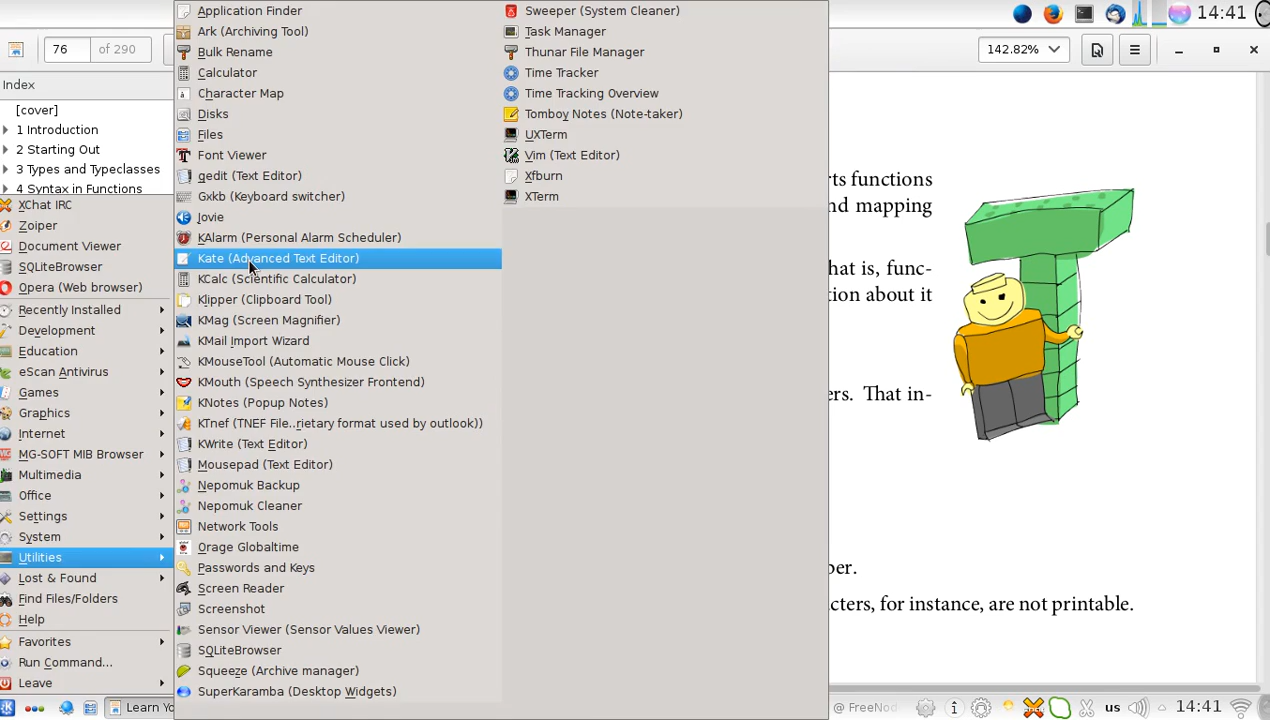 14:41
76 of 290
142.82%
Index
[cover]
1 Introduction
2 Starting Out
3 Types and Typeclasses
4 Syntax in Functions
XChat IRC
Zoiper
Document Viewer
SQLiteBrowser
Opera (Web browser)
Recently Installed
Development
Education
eScan Antivirus
Games
Graphics
Internet
MG-SOFT MIB Browser
Multimedia
Office
Settings
System
Utilities
Lost & Found
Find Files/Folders
Help
Favorites
Run Command...
Leave
Application Finder
Ark (Archiving Tool)
Bulk Rename
Calculator
Character Map
Disks
Files
Font Viewer
gedit (Text Editor)
Gxkb (Keyboard switcher)
Jovie
KAlarm (Personal Alarm Scheduler)
Kate (Advanced Text Editor)
KCalc (Scientific Calculator)
Klipper (Clipboard Tool)
KMag (Screen Magnifier)
KMail Import Wizard
KMouseTool (Automatic Mouse Click)
KMouth (Speech Synthesizer Frontend)
KNotes (Popup Notes)
KTnef (TNEF File..rietary format used by outlook))
KWrite (Text Editor)
Mousepad (Text Editor)
Nepomuk Backup
Nepomuk Cleaner
Network Tools
Orage Globaltime
Passwords and Keys
Screen Reader
Screenshot
Sensor Viewer (Sensor Values Viewer)
SQLiteBrowser
Squeeze (Archive manager)
SuperKaramba (Desktop Widgets)
Sweeper (System Cleaner)
Task Manager
Thunar File Manager
Time Tracker
Time Tracking Overview
Tomboy Notes (Note-taker)
UXTerm
Vim (Text Editor)
Xfburn
XTerm
rts functions
nd mapping
hat is, func-
tion about it
ers. That in-
ber.
cters, for instance, are not printable.
Learn Yo
@ FreeNod
us
14:41